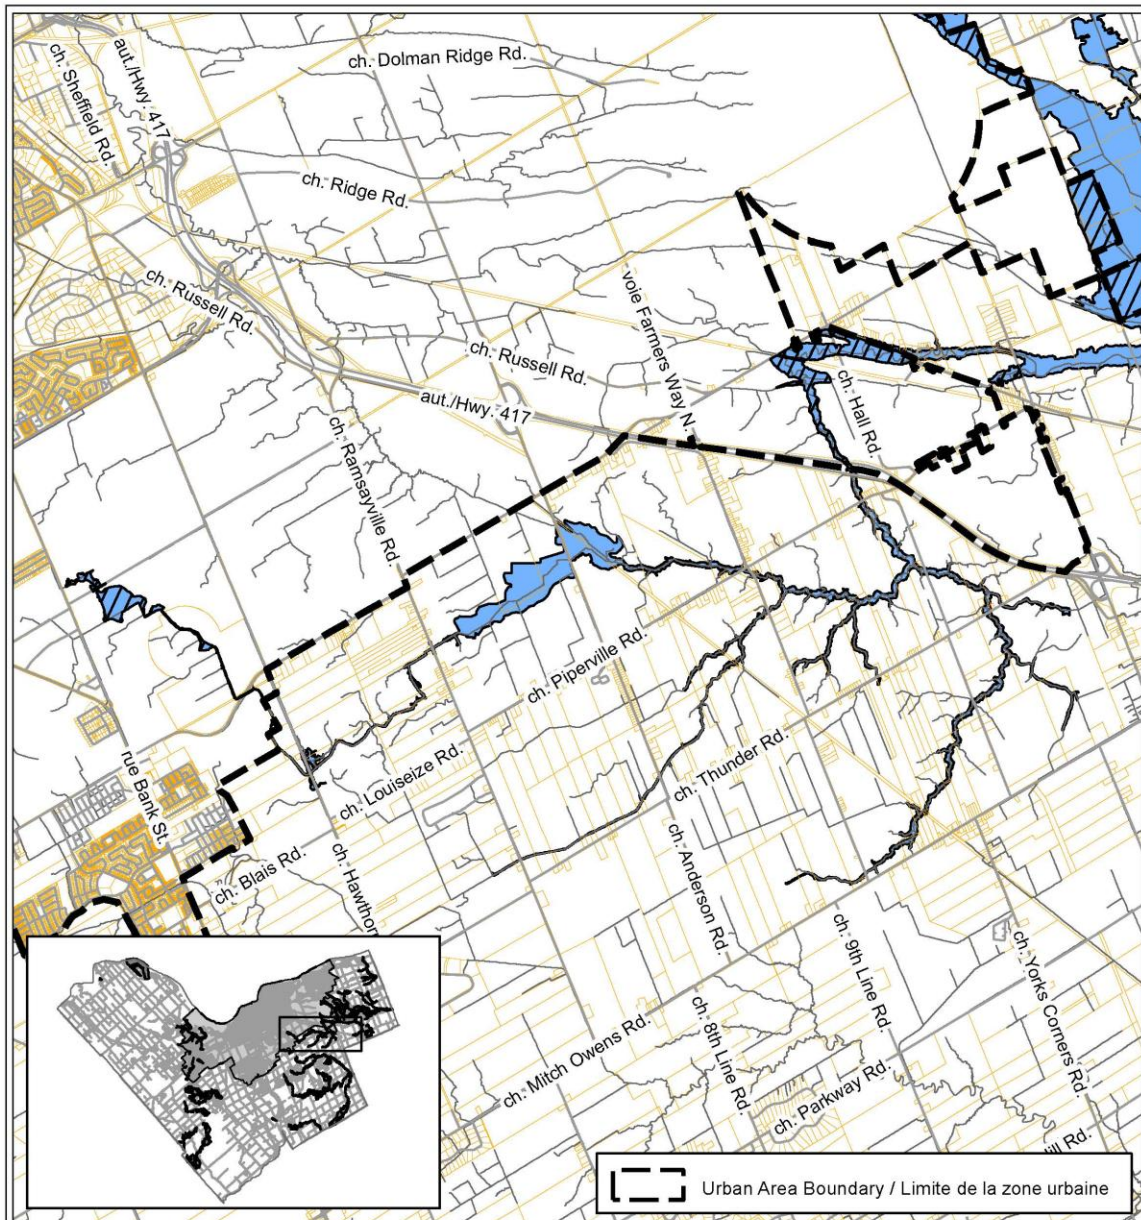 ch. Dolman Ridge Rd.
ch. Sheffield Rd.
aut./Hwy. 417
ch. Ridge Rd.
ch. Russell Rd.
voie Farmers Way N.
ch. Russell Rd.
aut./Hwy. 417
ch. Hall Rd.
ch. Ramsayville Rd.
ch. Piperville Rd.
ch. Thunder Rd.
ch. Louiseize Rd.
rue Bank St.
ch. Blais Rd.
ch. Hawthor
ch. Anderson Rd.
ch. 9th Line Rd.
ch. Yorks Corners Rd.
ch. Mitch Owens Rd.
ch. 8th Line Rd.
ch. Parkway Rd.
ill Rd.
Urban Area Boundary / Limite de la zone urbaine